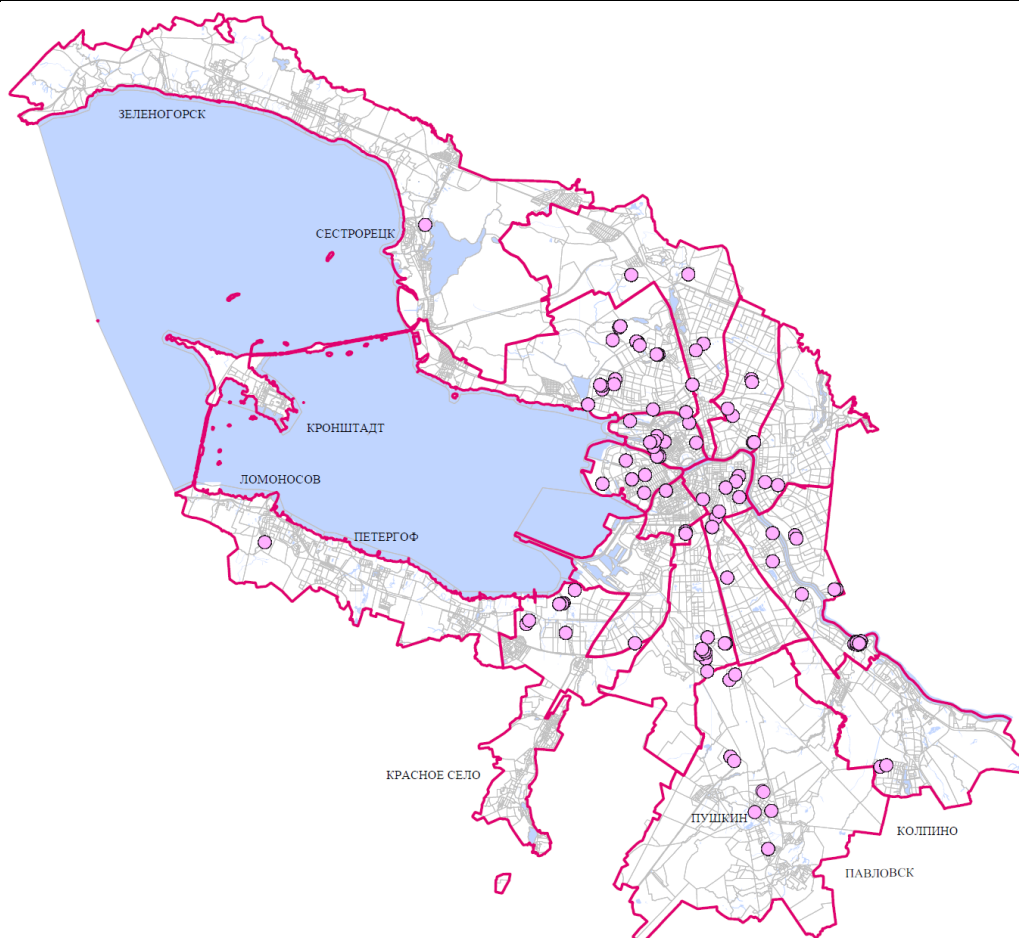 ЗЕЛЕНОГОРСК
СЕСТРОРЕЦК
КРОНШТАДТ
ЛОМОНОСОВ
ПЕТЕРГОФ
КРАСНОЕ СЕЛО
ПУШКИН
КОЛПИНО
ПАВЛОВСК